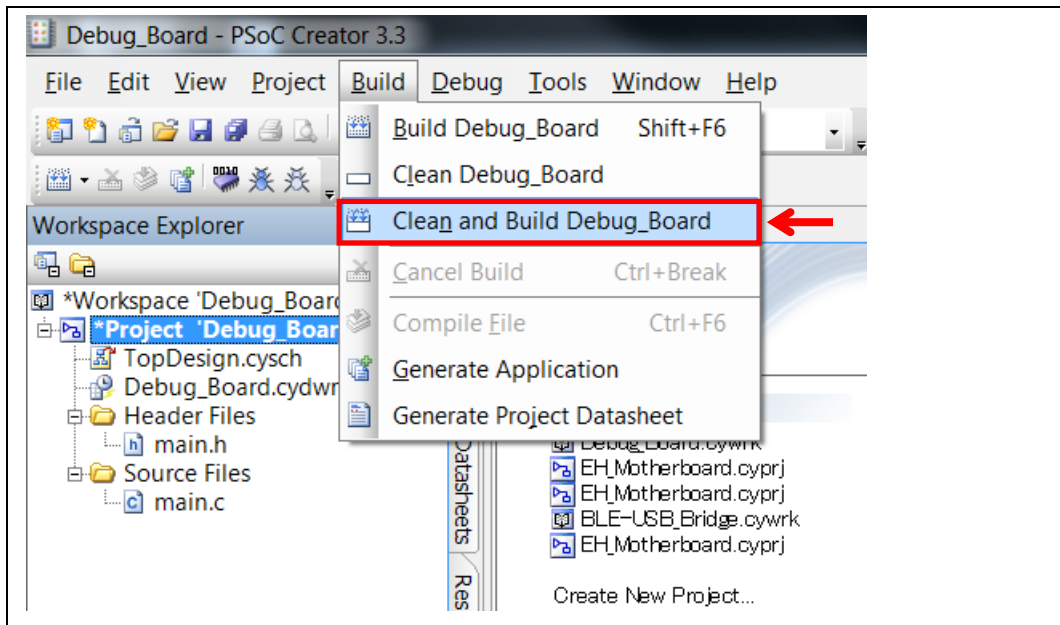 Debug_Board - PSoC Creator 3.3
File Edit View Project Build Debug Tools Window Help
Build Debug_Board Shift+F6
Clean Debug_Board
Clean and Build Debug_Board
Cancel Build Ctrl+Break
Compile File Ctrl+F6
Generate Application
Generate Project Datasheet
Workspace Explorer
*Workspace 'Debug_Board
*Project 'Debug_Boar
TopDesign.cysch
Debug_Board.cydwr
Header Files
main.h
Source Files
main.c
Datasheets
Res
Debug_Board.cywrk
EH_Motherboard.cyprj
EH_Motherboard.cyprj
BLE-USB_Bridge.cywrk
EH_Motherboard.cyprj
Create New Project...